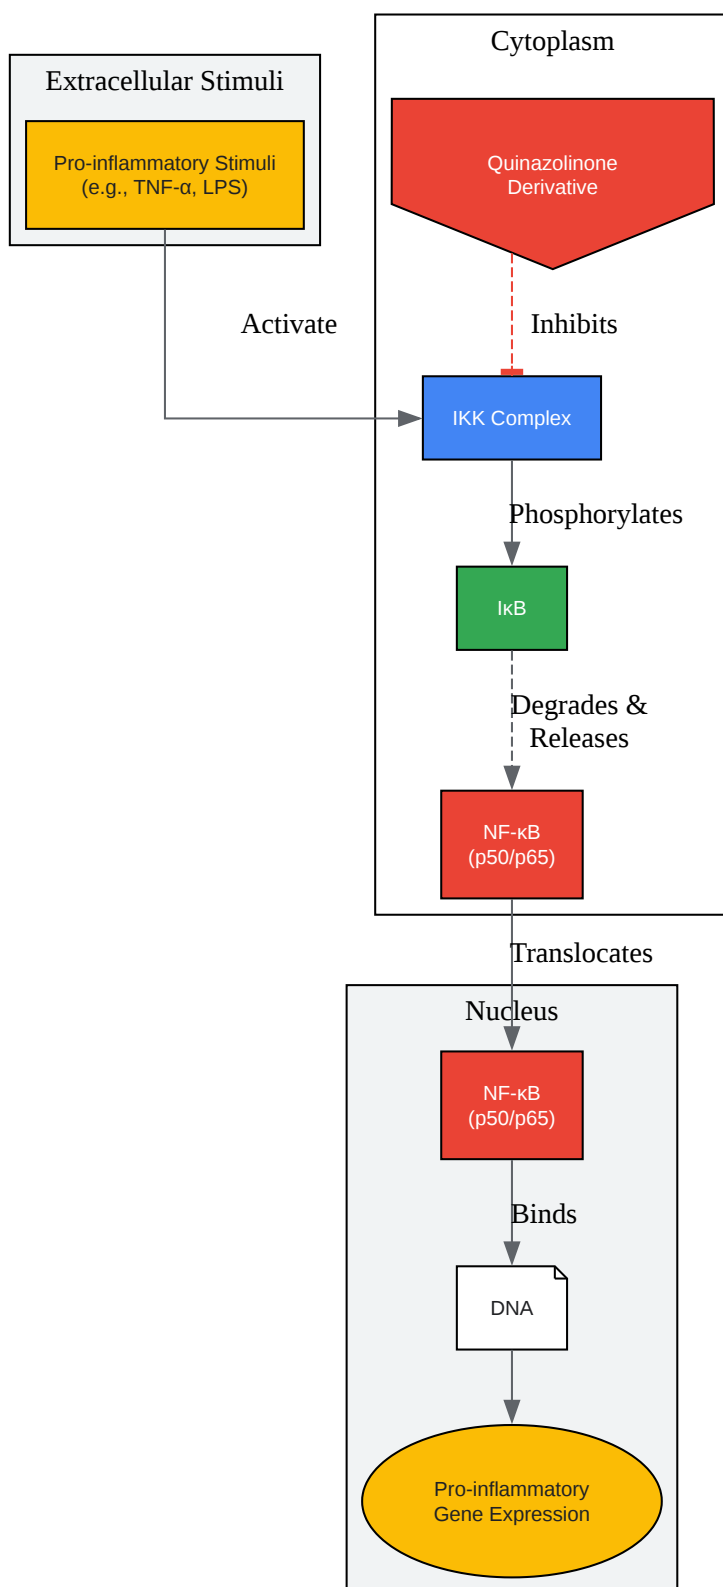 Cytoplasm
Extracellular Stimuli
Pro-inflammatory Stimuli
(e.g., TNF-α, LPS)
Quinazolinone
Derivative
Activate
Inhibits
IKK Complex
Phosphorylates
IκB
Degrades &
Releases
NF-κB
(p50/p65)
Translocates
Nucleus
NF-κB
(p50/p65)
Binds
DNA
Pro-inflammatory
Gene Expression